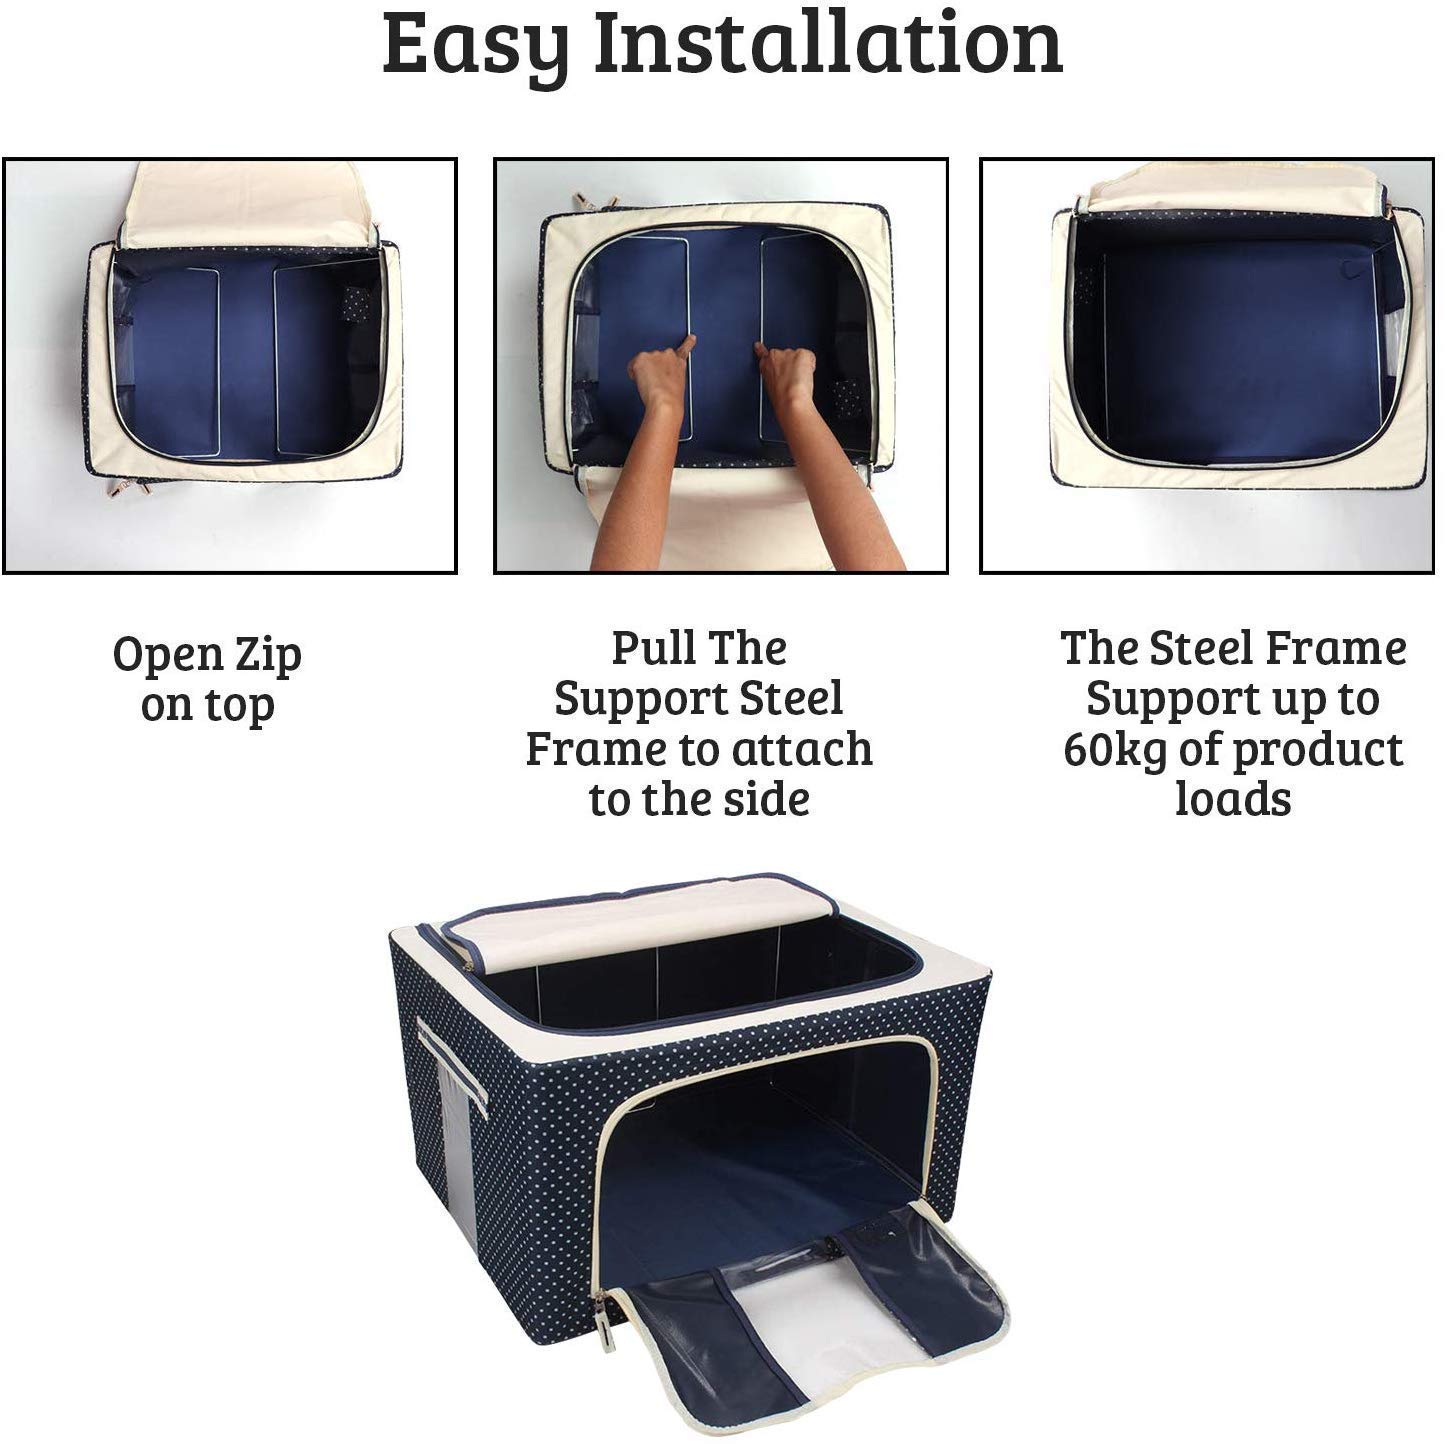 Easy Installation
Open Zip
on top
Pull The
Support Steel
Frame to attach
to the side
The Steel Frame
Support up to
60kg of product
loads